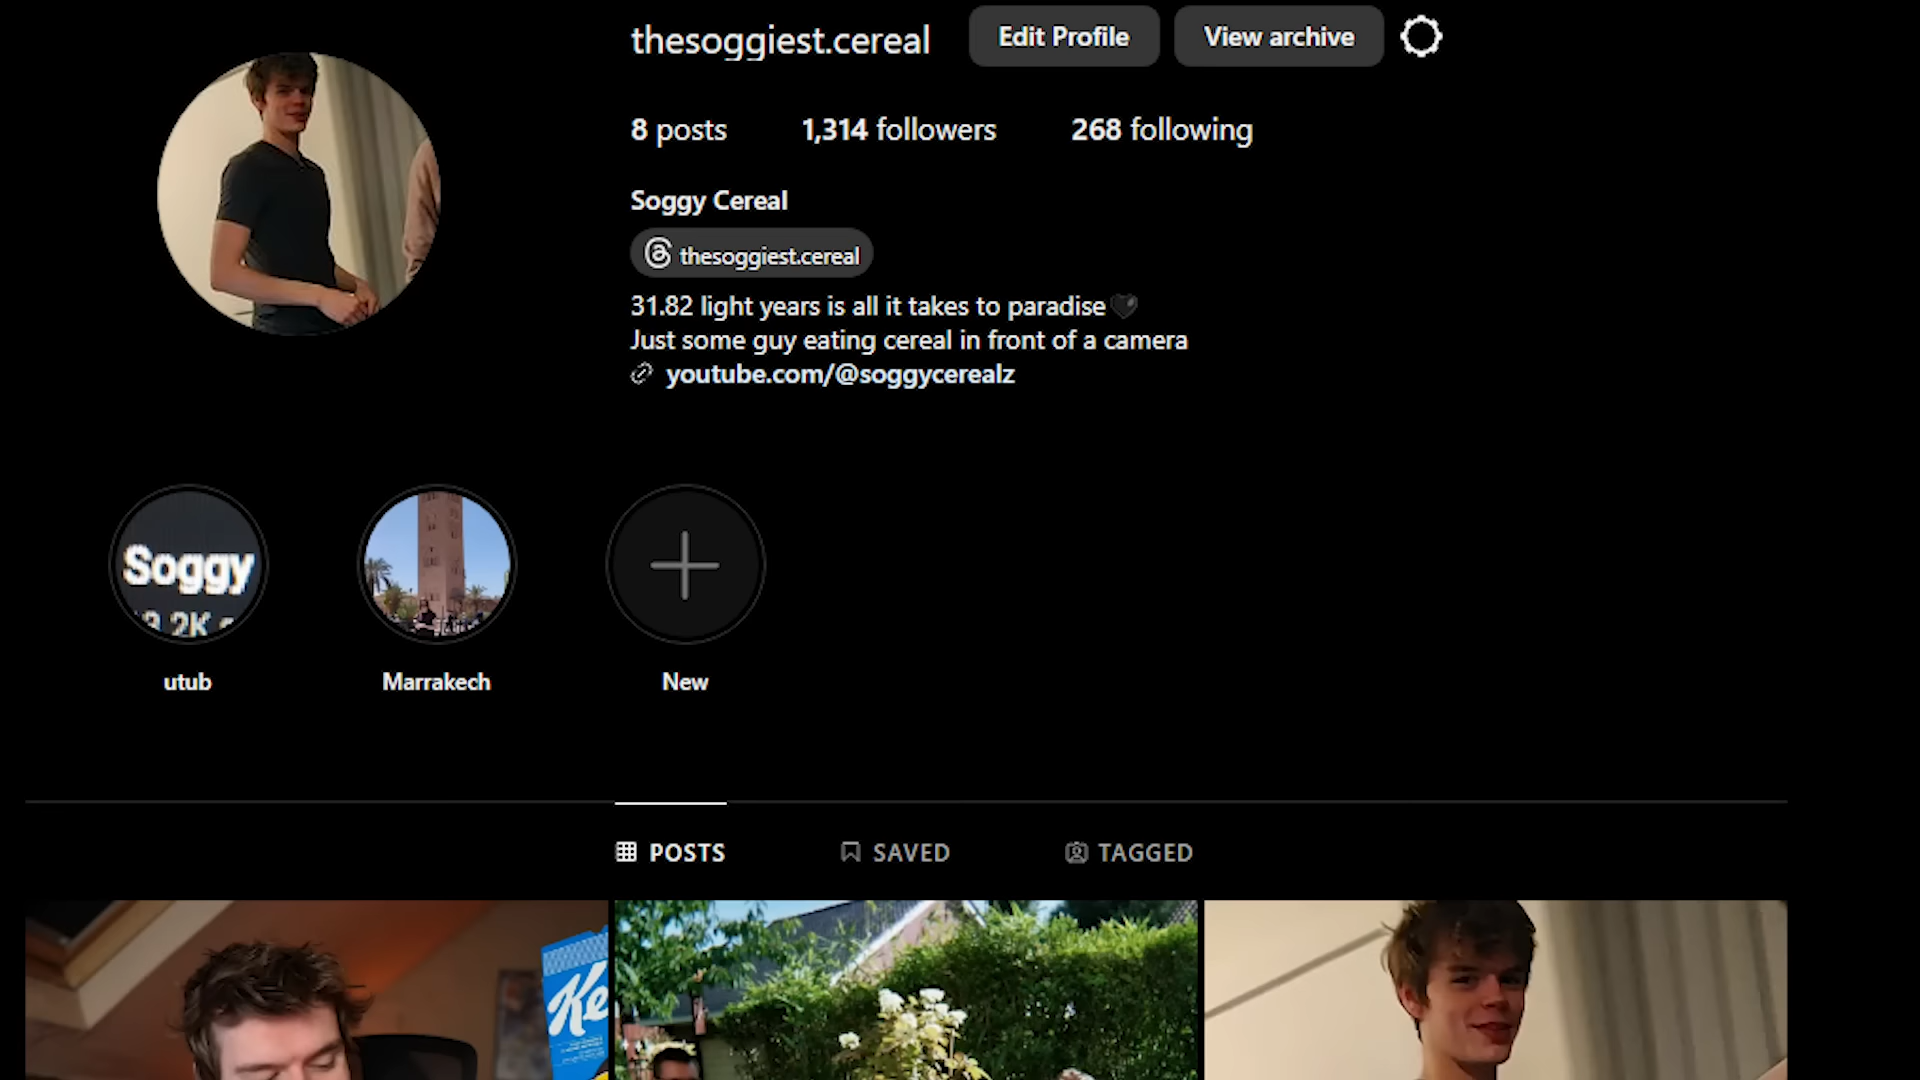 thesoggiest.cereal
Edit Profile
View archive
8 posts
1,314 followers
268 following
Soggy Cereal
thesoggiest.cereal
31.82 light years is all it takes to paradise🖤
Just some guy eating cereal in front of a camera
youtube.com/@soggycerealz
Soggy
utub
Marrakech
New
POSTS
SAVED
TAGGED
Ke